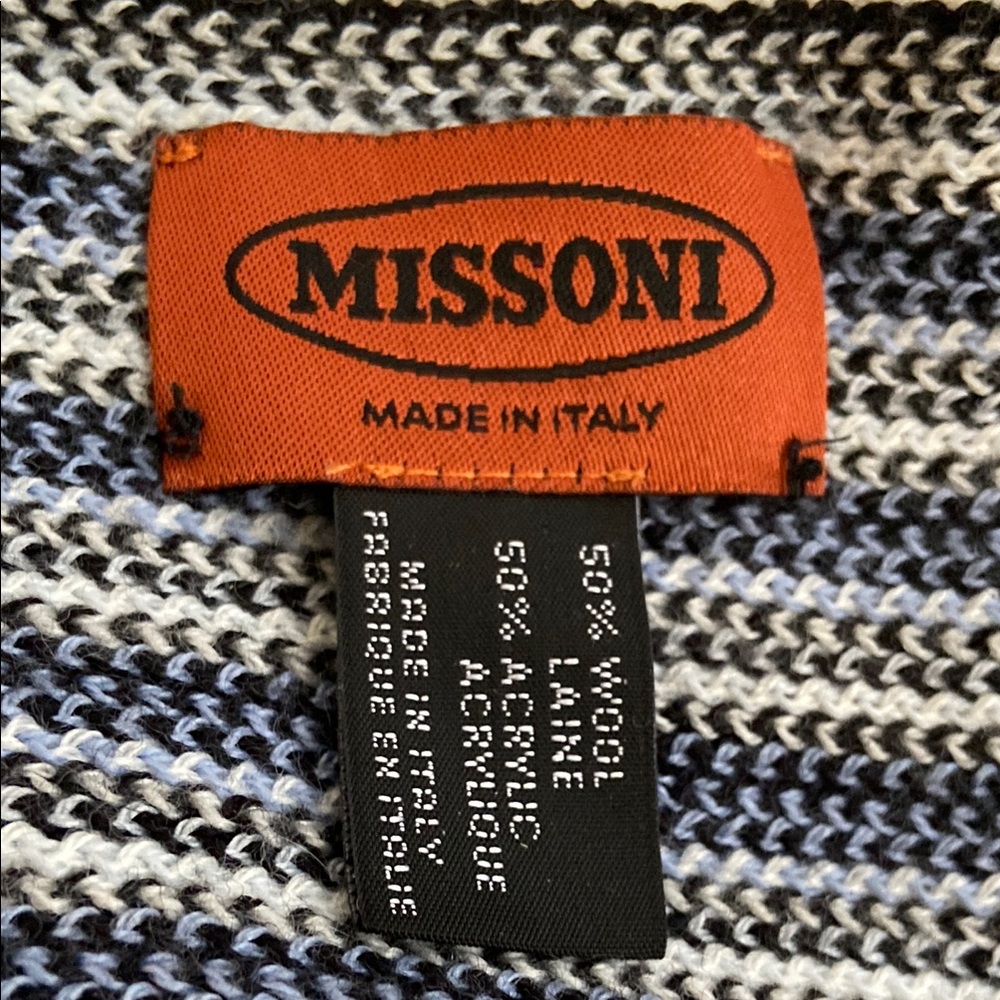 MISSONI
MADE IN ITALY
50% WOOL
LAINE
50% ACRYLIC
ACRYLIQUE
MADE IN ITALY
FABRIQUE EN ITALIE